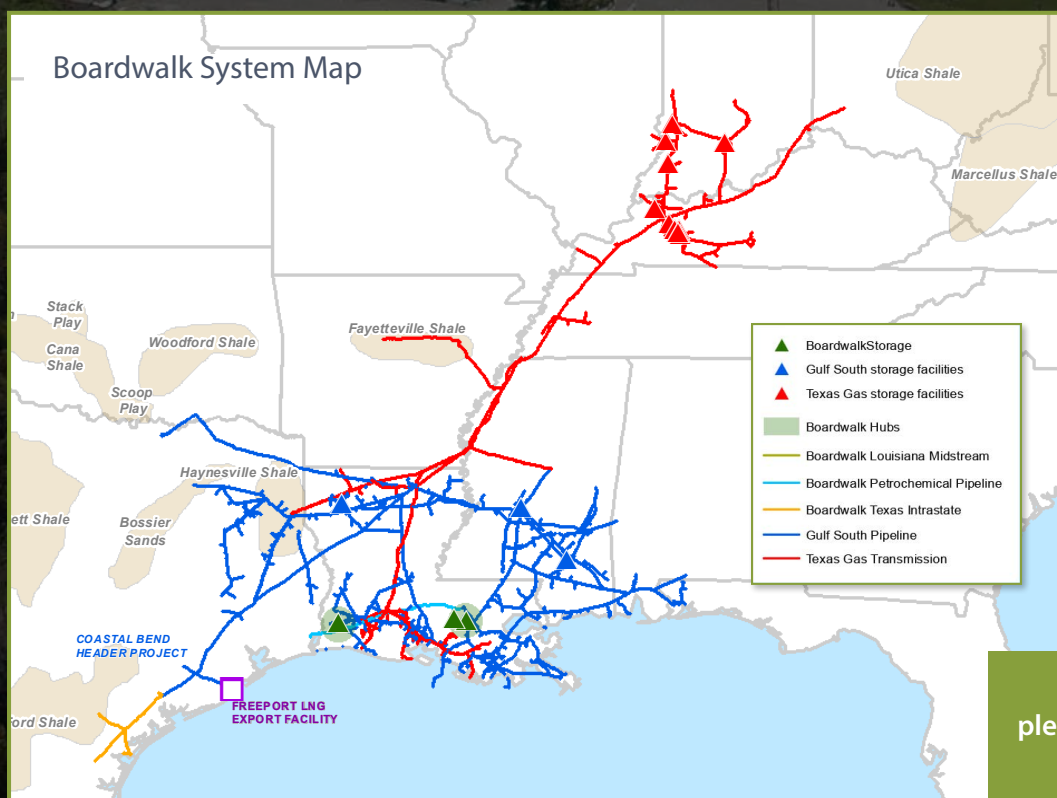 Boardwalk System Map
Utica Shale
Marcellus Shale
Stack
Play
Cana
Shale
Woodford Shale
Fayetteville Shale
Scoop
Play
Haynesville Shale
ett Shale
Bossier
Sands
COASTAL BEND
HEADER PROJECT
FREEPORT LNG
EXPORT FACILITY
ford Shale
BoardwalkStorage
Gulf South storage facilities
Texas Gas storage facilities
Boardwalk Hubs
Boardwalk Louisiana Midstream
Boardwalk Petrochemical Pipeline
Boardwalk Texas Intrastate
Gulf South Pipeline
Texas Gas Transmission
ple